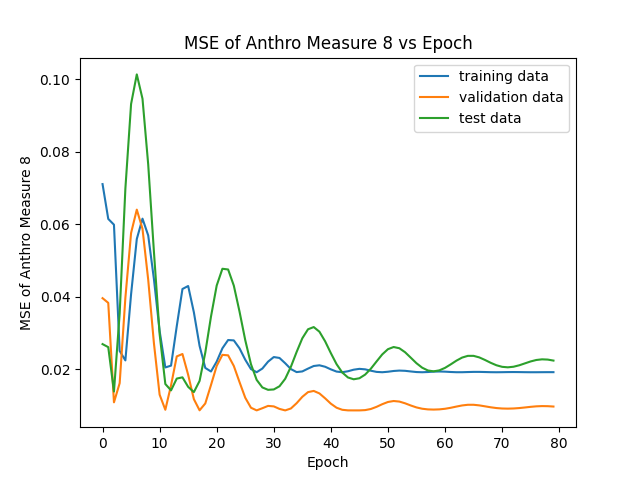 MSE of Anthro Measure 8 vs Epoch
training data
validation data
test data
MSE of Anthro Measure 8
0.10
0.08
0.06
0.04
0.02
0 10 20 30 40 50 60 70 80
Epoch